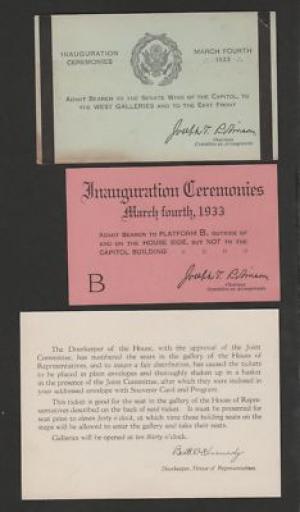 INAUGURATION
CEREMONIES
MARCH FOURTH
1933
ADMIT BEARER TO THE SENATE WING OF THE CAPITOL, TO
THE WEST GALLERIES AND TO THE EAST FRONT
Joseph T. Robinson
Chairman
Committee on Arrangements
Inauguration Ceremonies
March fourth, 1933
ADMIT BEARER TO PLATFORM B, OUTSIDE OF
AND ON THE HOUSE SIDE, BUT NOT TO THE
CAPITOL BUILDING
Joseph T. Robinson
Chairman
Committee on Arrangements
B
The Doorkeeper of the House, with the approval of the Joint
Committee, has numbered the seats in the gallery of the House of
Representatives, and to insure a fair distribution, has caused the tickets
to be placed in plain envelopes and thoroughly shaken up in a basket
in the presence of the Joint Committee, after which they were inclosed in
your addressed envelope with Souvenir Card and Program.
This ticket is good for the seat in the gallery of the House of Rep-
resentatives described on the back of said ticket. It must be presented for
seat prior to eleven forty o'clock, at which time those holding seats on the
steps will be allowed to enter the gallery and take their seats.
Galleries will be opened at ten thirty o'clock.
Kennedy
Doorkeeper, House of Representatives.